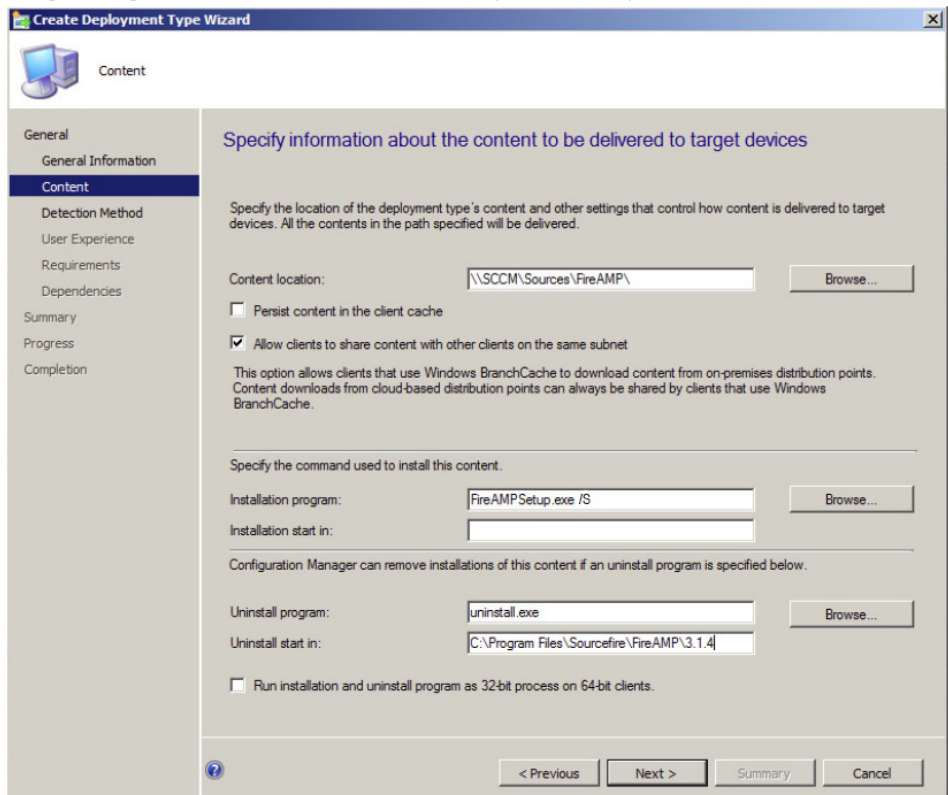 Create Deployment Type Wizard
Content
General
General Information
Content
Detection Method
User Experience
Requirements
Dependencies
Summary
Progress
Completion
Specify information about the content to be delivered to target devices
Specify the location of the deployment type's content and other settings that control how content is delivered to target
devices. All the contents in the path specified will be delivered.
Content location:
\\SCCM\Sources\FireAMP\
Browse...
Persist content in the client cache
Allow clients to share content with other clients on the same subnet
This option allows clients that use Windows BranchCache to download content from on-premises distribution points.
Content downloads from cloud-based distribution points can always be shared by clients that use Windows
BranchCache.
Specify the command used to install this content.
Installation program:
FireAMPSetup.exe /S
Browse...
Installation start in:
Configuration Manager can remove installations of this content if an uninstall program is specified below.
Uninstall program:
uninstall.exe
Browse...
Uninstall start in:
C:\Program Files\Sourcefire\FireAMP\3.1.4
Run installation and uninstall program as 32-bit process on 64-bit clients.
< Previous
Next >
Summary
Cancel